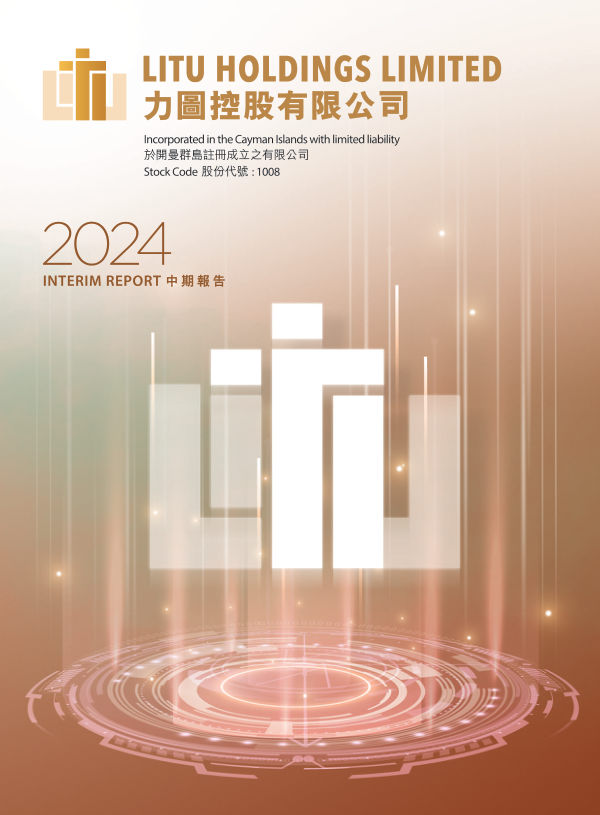 LITU HOLDINGS LIMITED
力圖控股有限公司
Incorporated in the Cayman Islands with limited liability
於開曼群島註冊成立之有限公司
Stock Code 股份代號 : 1008
2024
INTERIM REPORT 中期報告